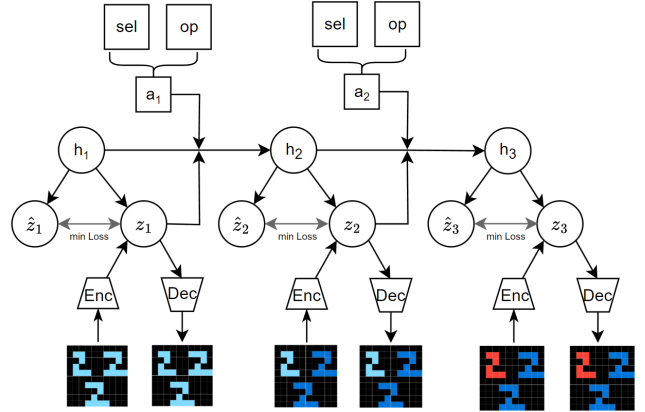 sel op sel op
a₁ a₂
h₁ h₂ h₃
ẑ₁ min Loss z₁ ẑ₂ min Loss z₂ ẑ₃ min Loss z₃
Enc Dec Enc Dec Enc Dec